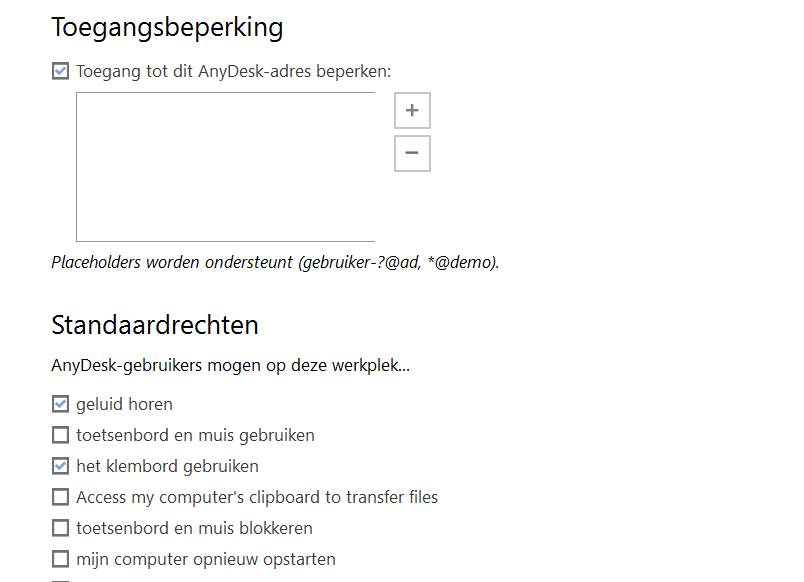 Toegangsbeperking
Toegang tot dit AnyDesk-adres beperken:
+
−
Placeholders worden ondersteunt (gebruiker-?@ad, *@demo).
Standaardrechten
AnyDesk-gebruikers mogen op deze werkplek...
geluid horen
toetsenbord en muis gebruiken
het klembord gebruiken
Access my computer's clipboard to transfer files
toetsenbord en muis blokkeren
mijn computer opnieuw opstarten